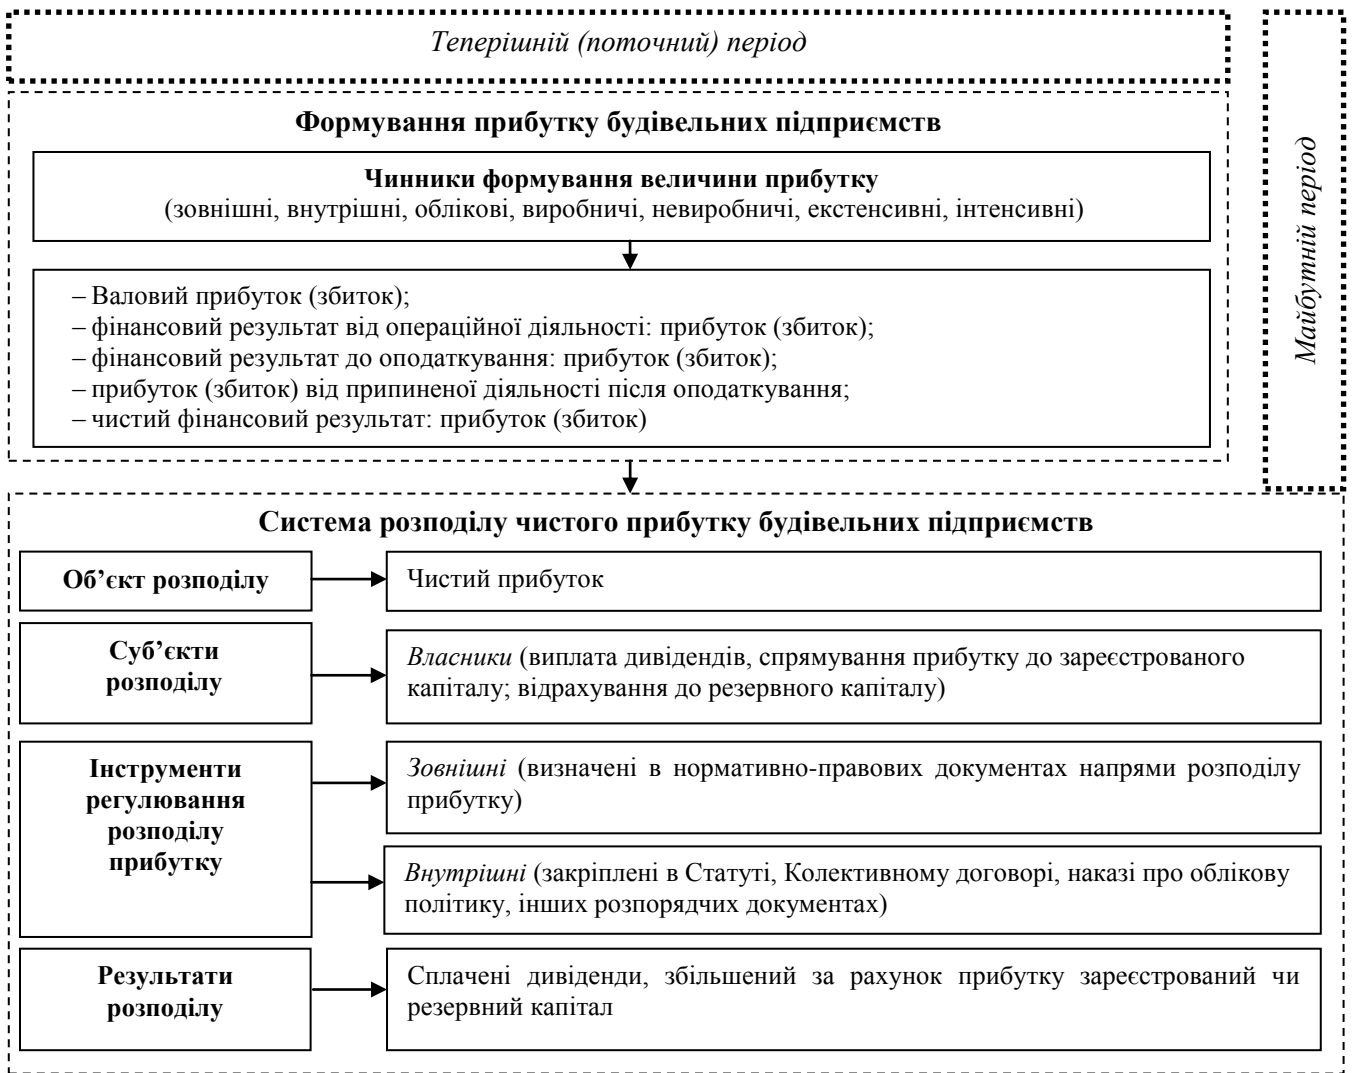 Теперішній (поточний) період
Майбутній період
Формування прибутку будівельних підприємств
Чинники формування величини прибутку
(зовнішні, внутрішні, облікові, виробничі, невиробничі, екстенсивні, інтенсивні)
– Валовий прибуток (збиток);
– фінансовий результат від операційної діяльності: прибуток (збиток);
– фінансовий результат до оподаткування: прибуток (збиток);
– прибуток (збиток) від припиненої діяльності після оподаткування;
– чистий фінансовий результат: прибуток (збиток)
Система розподілу чистого прибутку будівельних підприємств
Об’єкт розподілу
Чистий прибуток
Суб’єкти
розподілу
Власники (виплата дивідендів, спрямування прибутку до зареєстрованого
капіталу; відрахування до резервного капіталу)
Інструменти
регулювання
розподілу
прибутку
Зовнішні (визначені в нормативно-правових документах напрями розподілу
прибутку)
Внутрішні (закріплені в Статуті, Колективному договорі, наказі про облікову
політику, інших розпорядчих документах)
Результати
розподілу
Сплачені дивіденди, збільшений за рахунок прибутку зареєстрований чи
резервний капітал